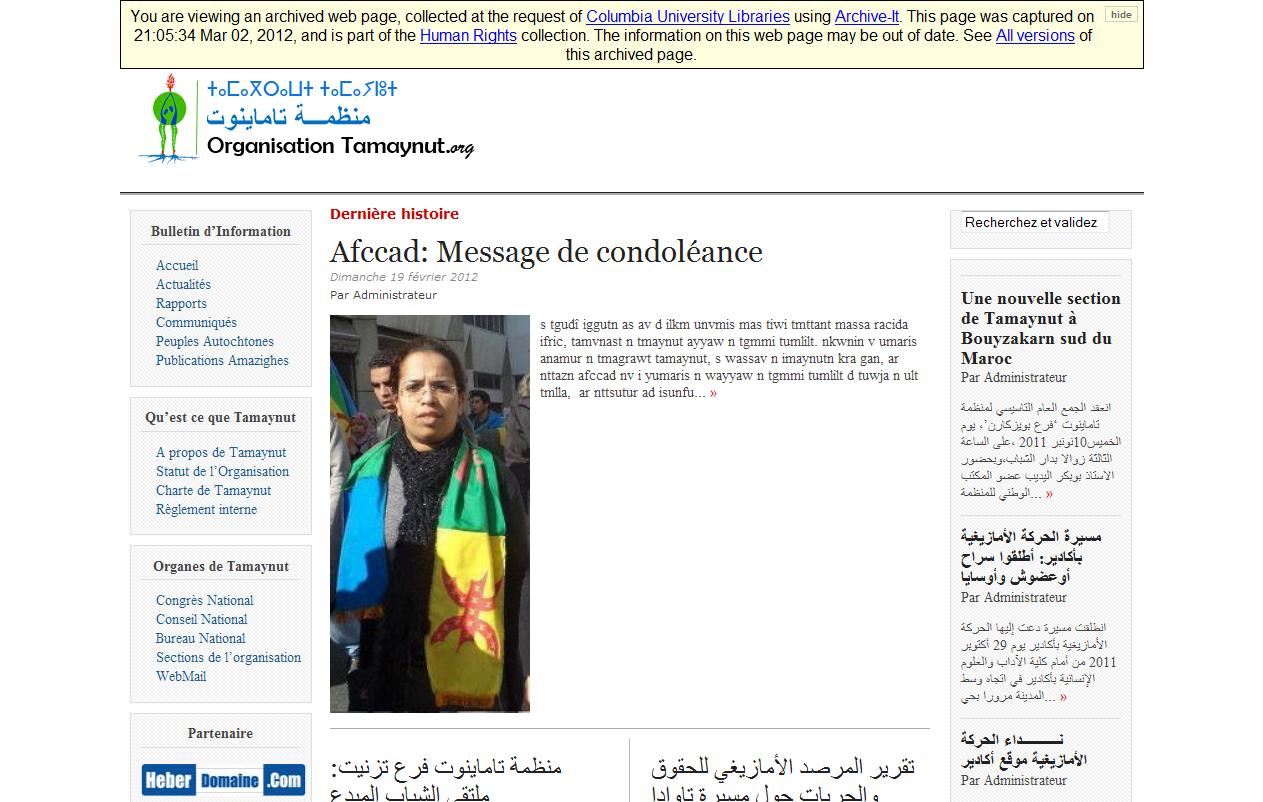 You are viewing an archived web page, collected at the request of Columbia University Libraries using Archive-It. This page was captured on
21:05:34 Mar 02, 2012, and is part of the Human Rights collection. The information on this web page may be out of date. See All versions of
this archived page.
hide
ⵜⴰⵎⴰⴳⵔⴰⵡⵜ ⵜⴰⵎⴰⵢⵏⵓⵜ
منظمـــة تاماينوت
Organisation Tamaynut.org
Bulletin d’Information
Accueil
Actualités
Rapports
Communiqués
Peuples Autochtones
Publications Amazighes
Qu’est ce que Tamaynut
A propos de Tamaynut
Statut de l’Organisation
Charte de Tamaynut
Règlement interne
Organes de Tamaynut
Congrès National
Conseil National
Bureau National
Sections de l’organisation
WebMail
Partenaire
Heber Domaine .Com
Dernière histoire
Afccad: Message de condoléance
Dimanche 19 février 2012
Par Administrateur
s tgudî iggutn as av d ilkm unvmis mas tiwi tmttant massa racida
ifric, tamvnast n tmaynut ayyaw n tgmmi tumlilt. nkwnin v umaris
anamur n tmagrawt tamaynut, s wassav n imaynutn kra gan, ar
nttazn afccad nv i yumaris n wayyaw n tgmmi tumlilt d tuwja n ult
tmlla, ar nttsutur ad isunfu... »
منظمة تاماينوت فرع تزنيت:
ملتقى الشباب المبدع
تقرير المرصد الأمازيغي للحقوق
والحريات حول مسيرة تاوادا
Recherchez et validez
Une nouvelle section
de Tamaynut à
Bouyzakarn sud du
Maroc
Par Administrateur
انعقد الجمع العام التاسيسي لمنظمة
تاماينوت ‘فرع بويزكارن’، يوم
الخميس10نونبر 2011 ،على الساعة
الثالثة زوالا بدار الشباب،وبحضور
الاستاذ بوبكر اليديب عضو المكتب
الوطني للمنظمة... »
مسيرة الحركة الأمازيغية
بأكادير: أطلقوا سراح
أوعضوش وأوسايا
Par Administrateur
انطلقت مسيرة دعت إليها الحركة
الأمازيغية بأكادير يوم 29 أكتوبر
2011 من أمام كلية الآداب والعلوم
الإنسانية بأكادير في اتجاه وسط
المدينة مرورا بحي... »
نـــــــــداء الحركة
الأمازيغية موقع أكادير
Par Administrateur